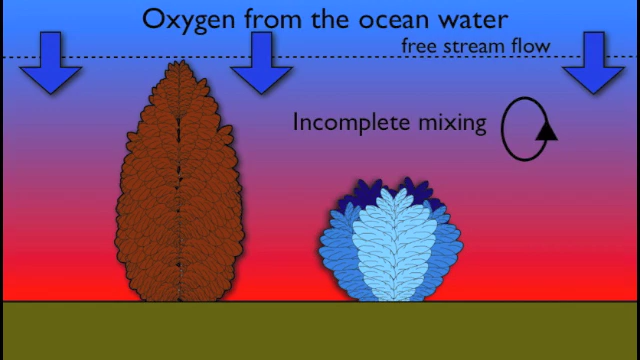 Oxygen from the ocean water
free stream flow
Incomplete mixing